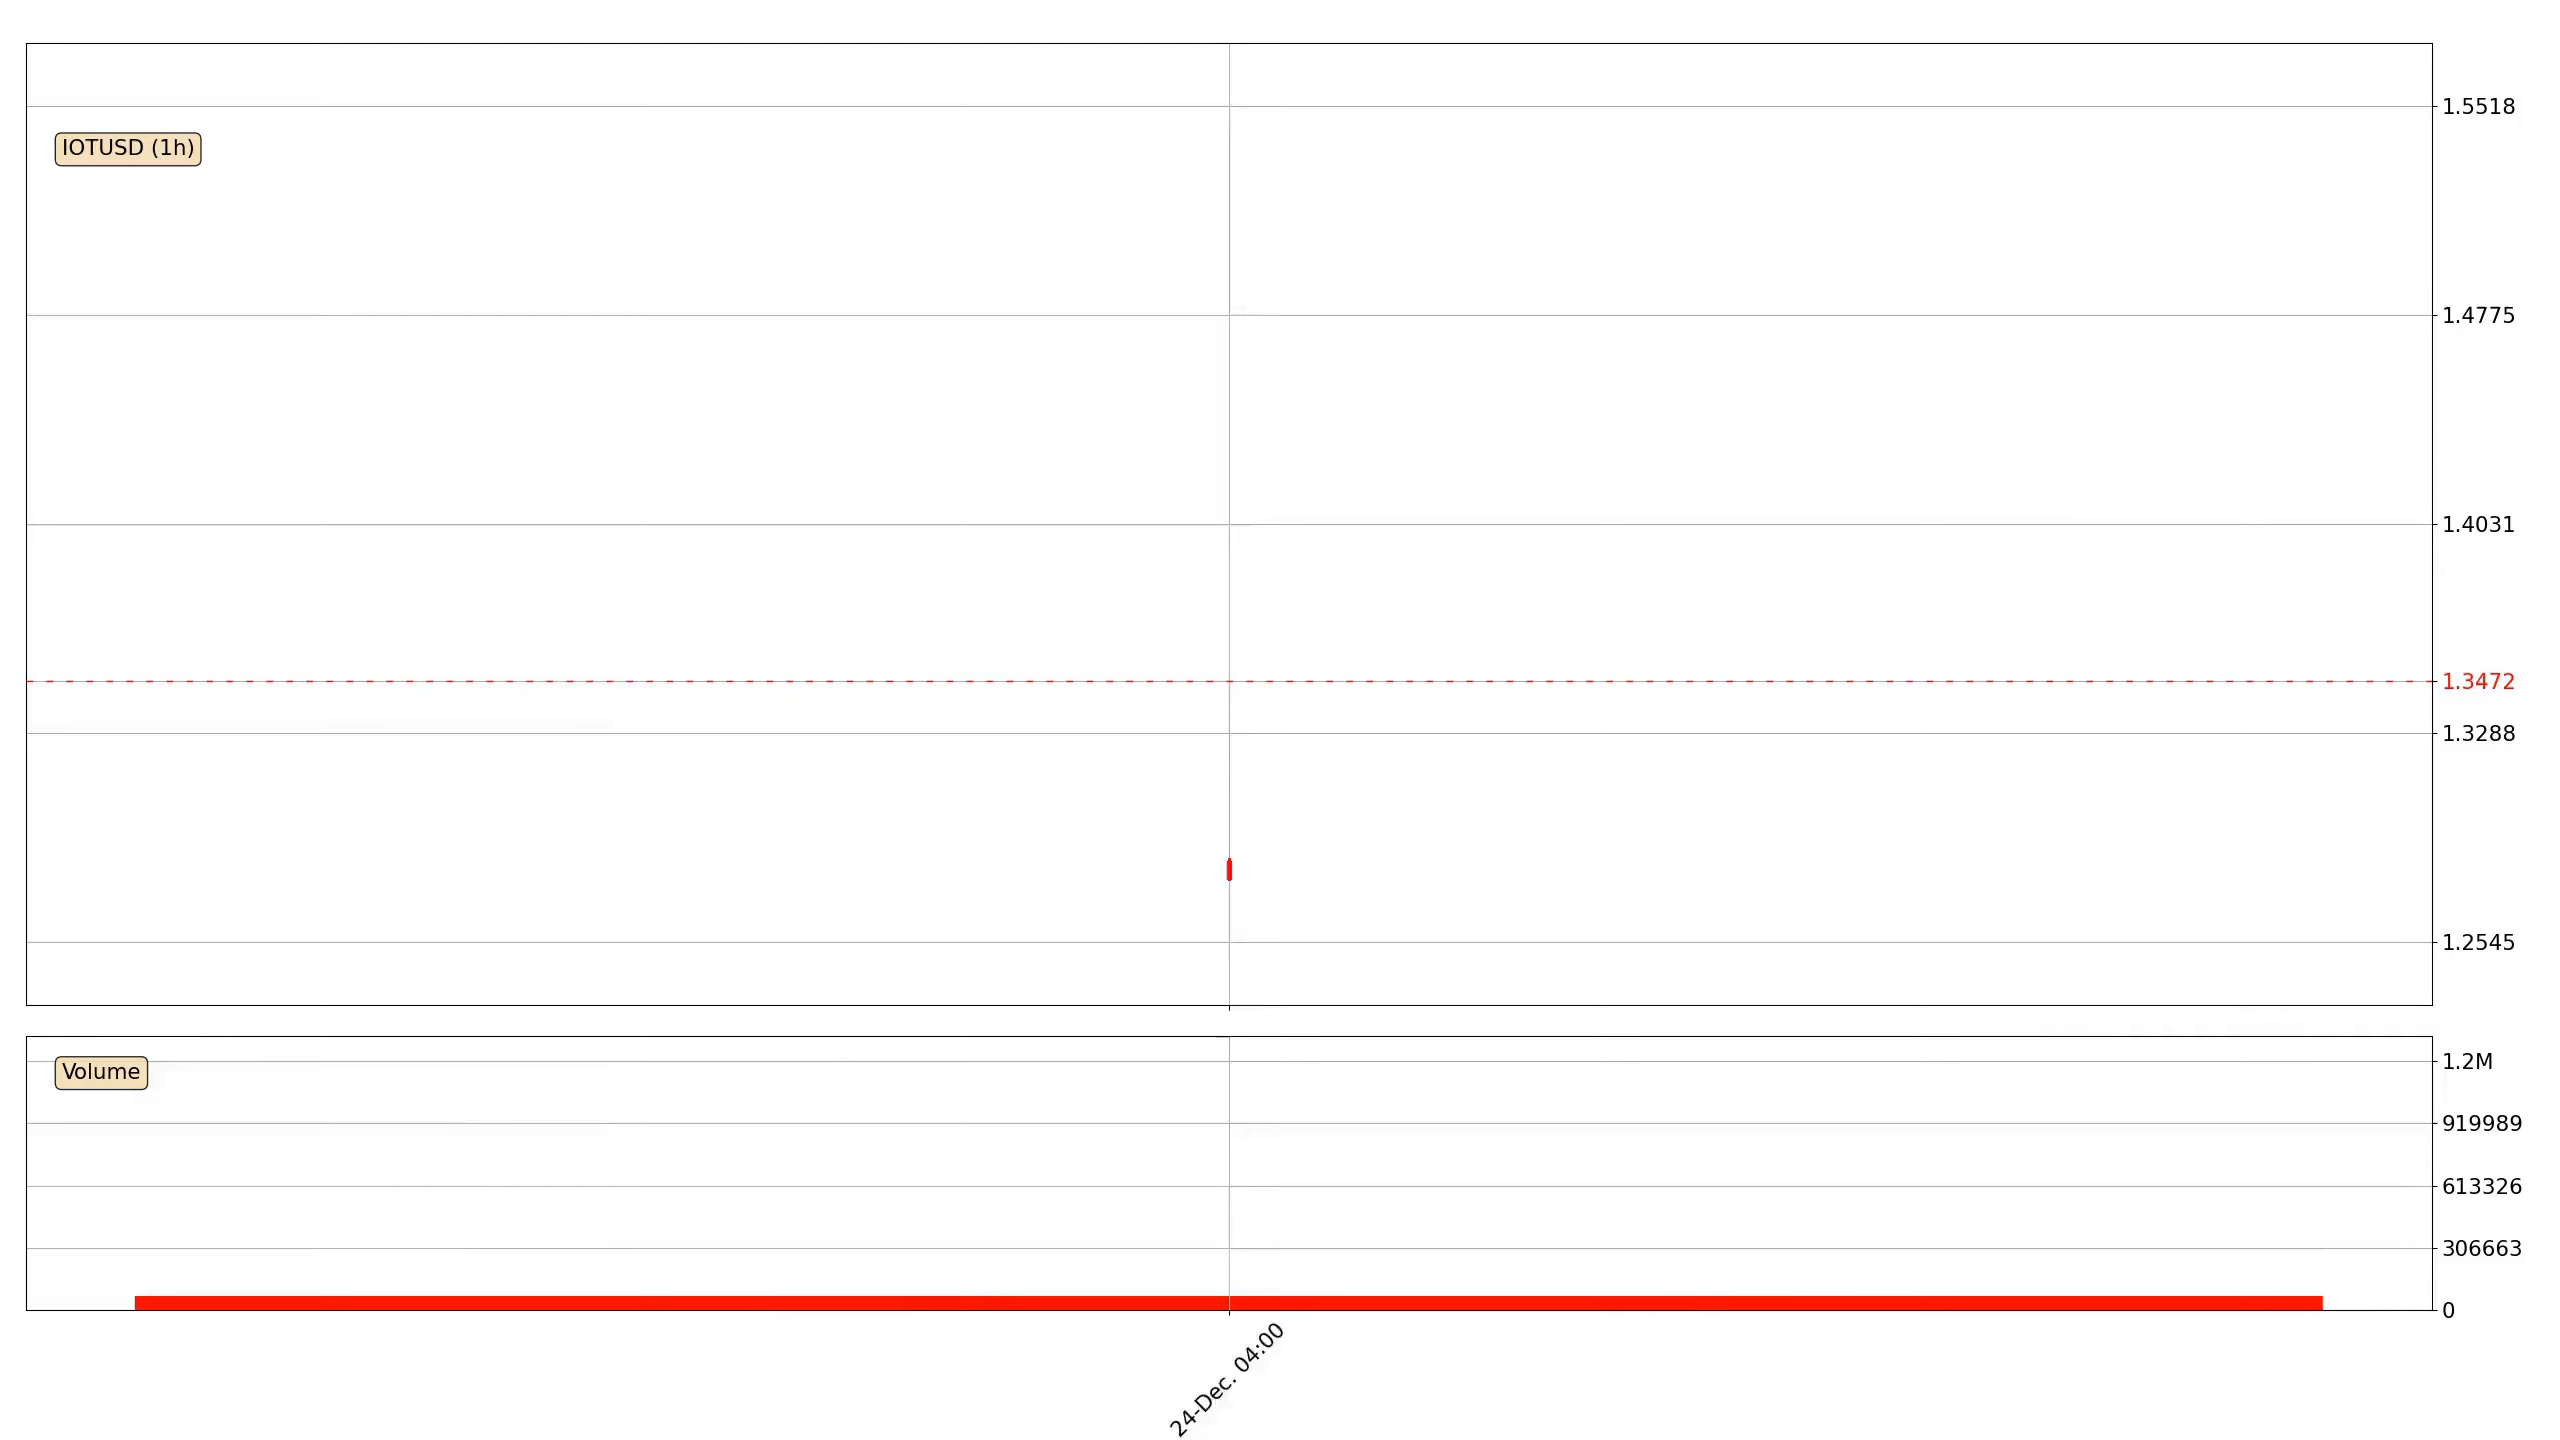 1.5518
IOTUSD (1h)
1.4775
1.4031
1.3472
1.3288
1.2545
Volume
1.2M
919989
613326
306663
0
24-Dec. 04:00